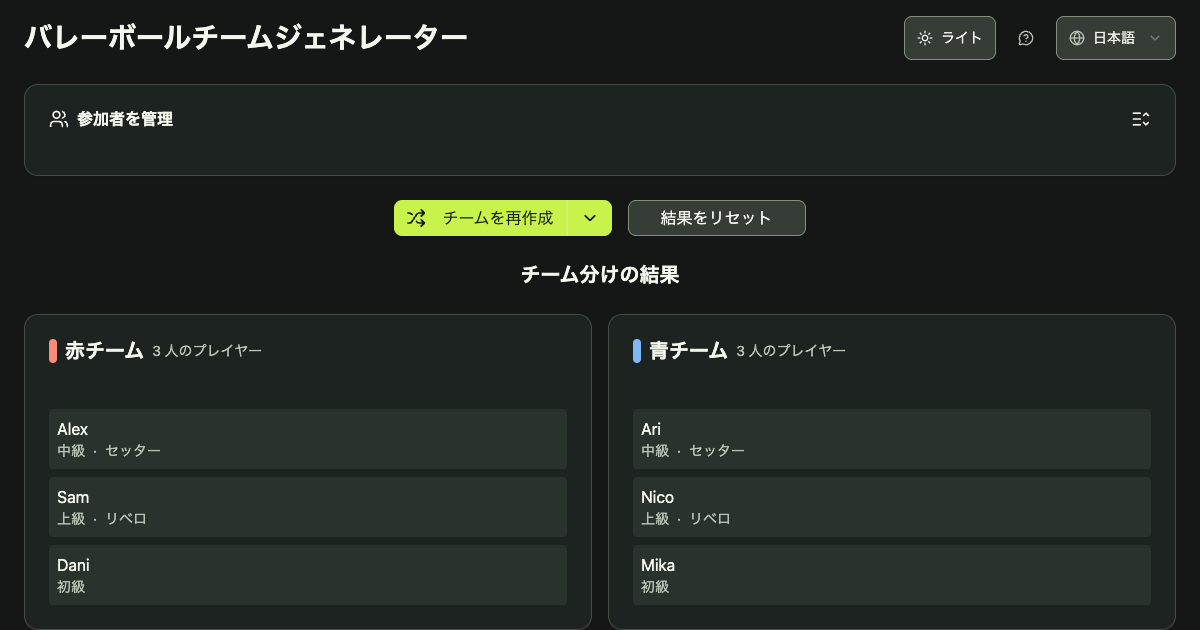 バレーボールチームジェネレーター
ライト
日本語
参加者を管理
チームを再作成
結果をリセット
チーム分けの結果
赤チーム 3 人のプレイヤー
Alex
中級 · セッター
Sam
上級 · リベロ
Dani
初級
青チーム 3 人のプレイヤー
Ari
中級 · セッター
Nico
上級 · リベロ
Mika
初級